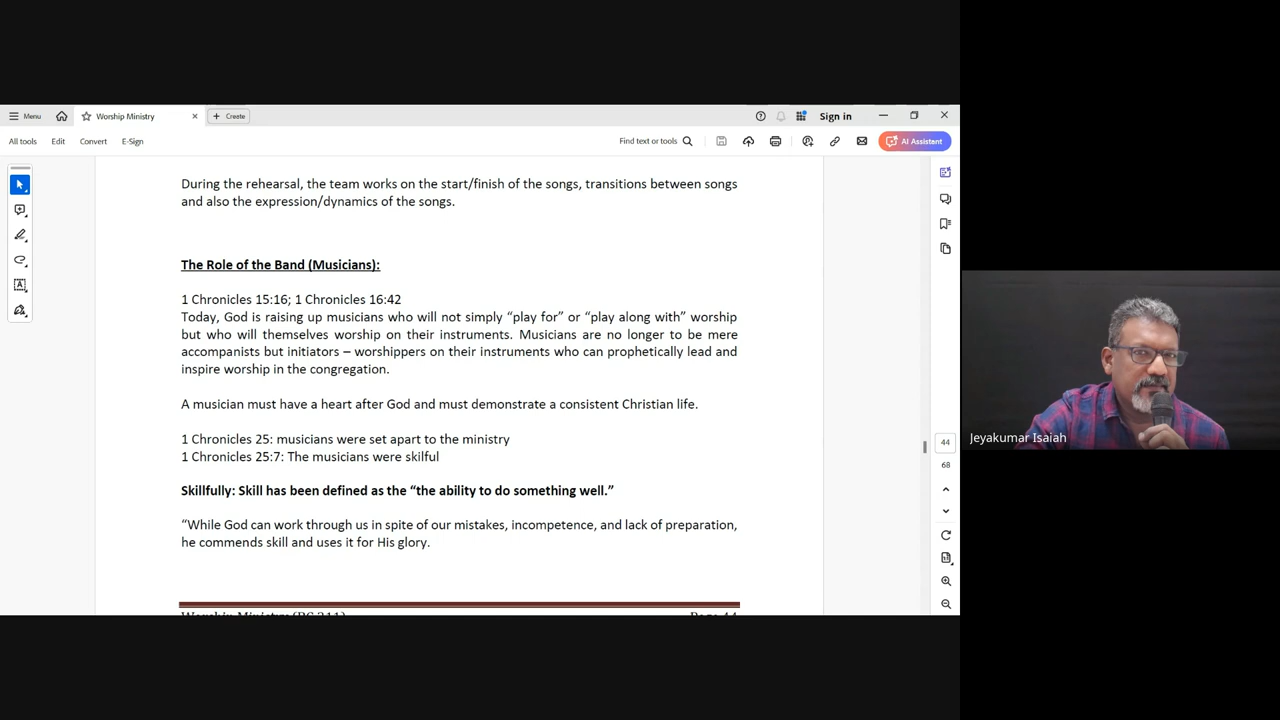 Menu
Worship Ministry
Create
Sign in
All tools
Edit
Convert
E-Sign
Find text or tools
AI Assistant
During the rehearsal, the team works on the start/finish of the songs, transitions between songs
and also the expression/dynamics of the songs.
The Role of the Band (Musicians):
1 Chronicles 15:16; 1 Chronicles 16:42
Today, God is raising up musicians who will not simply “play for” or “play along with” worship
but who will themselves worship on their instruments. Musicians are no longer to be mere
accompanists but initiators – worshippers on their instruments who can prophetically lead and
inspire worship in the congregation.
A musician must have a heart after God and must demonstrate a consistent Christian life.
1 Chronicles 25: musicians were set apart to the ministry
1 Chronicles 25:7: The musicians were skilful
Skillfully: Skill has been defined as the “the ability to do something well.”
“While God can work through us in spite of our mistakes, incompetence, and lack of preparation,
he commends skill and uses it for His glory.
44
68
Jeyakumar Isaiah